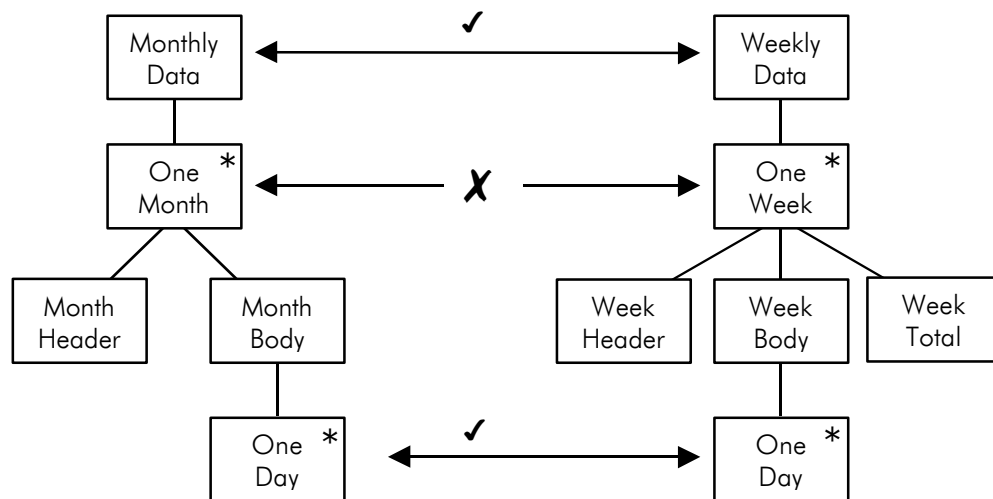 ✓
Monthly
Data
Weekly
Data
One *
Month
✗
One *
Week
Month
Header
Month
Body
Week
Header
Week
Body
Week
Total
One *
Day
✓
One *
Day